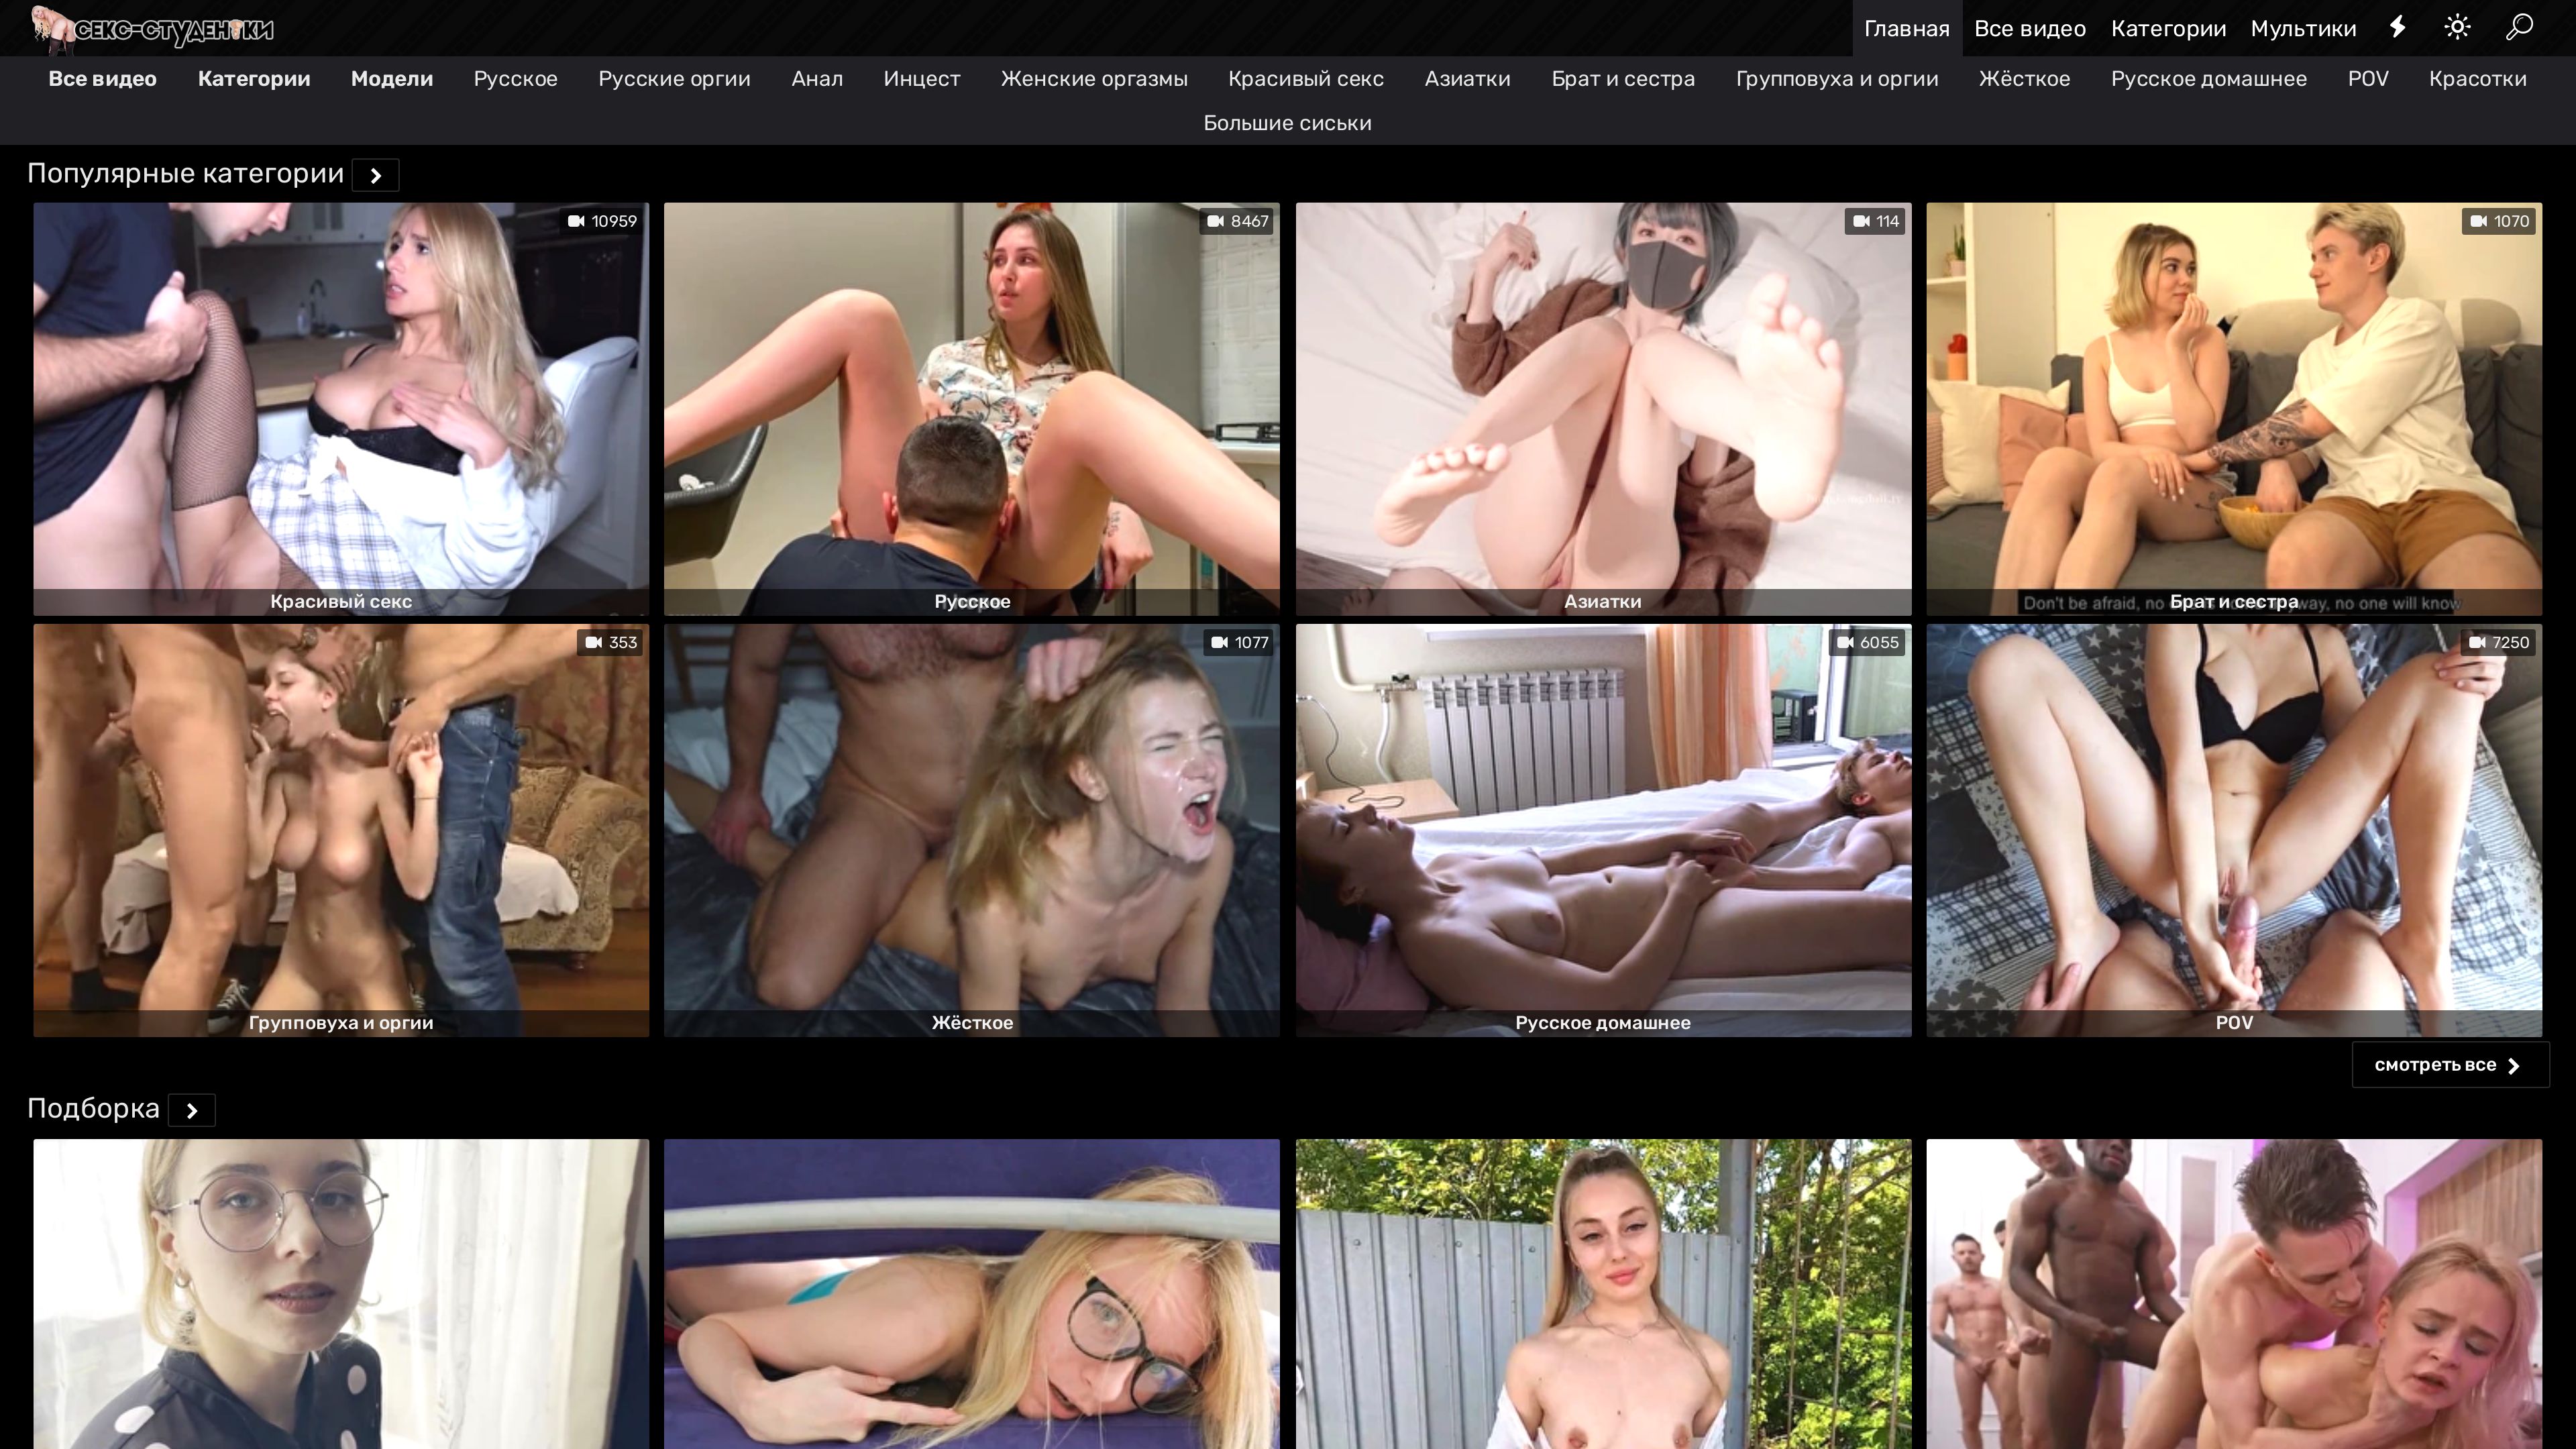 СЕКС-СТУДЕНТКИ
Главная Все видео Категории Мультики
Все видео Категории Модели Русское Русские оргии Анал Инцест Женские оргазмы Красивый секс Азиатки Брат и сестра Групповуха и оргии Жёсткое Русское домашнее POV Красотки
Большие сиськи
Популярные категории
10959
8467
114
1070
Красивый секс
Русское
Азиатки
Брат и сестра
Don't be afraid, no
way, no one will know
353
1077
6055
7250
Групповуха и оргии
Жёсткое
Русское домашнее
POV
смотреть все
Подборка